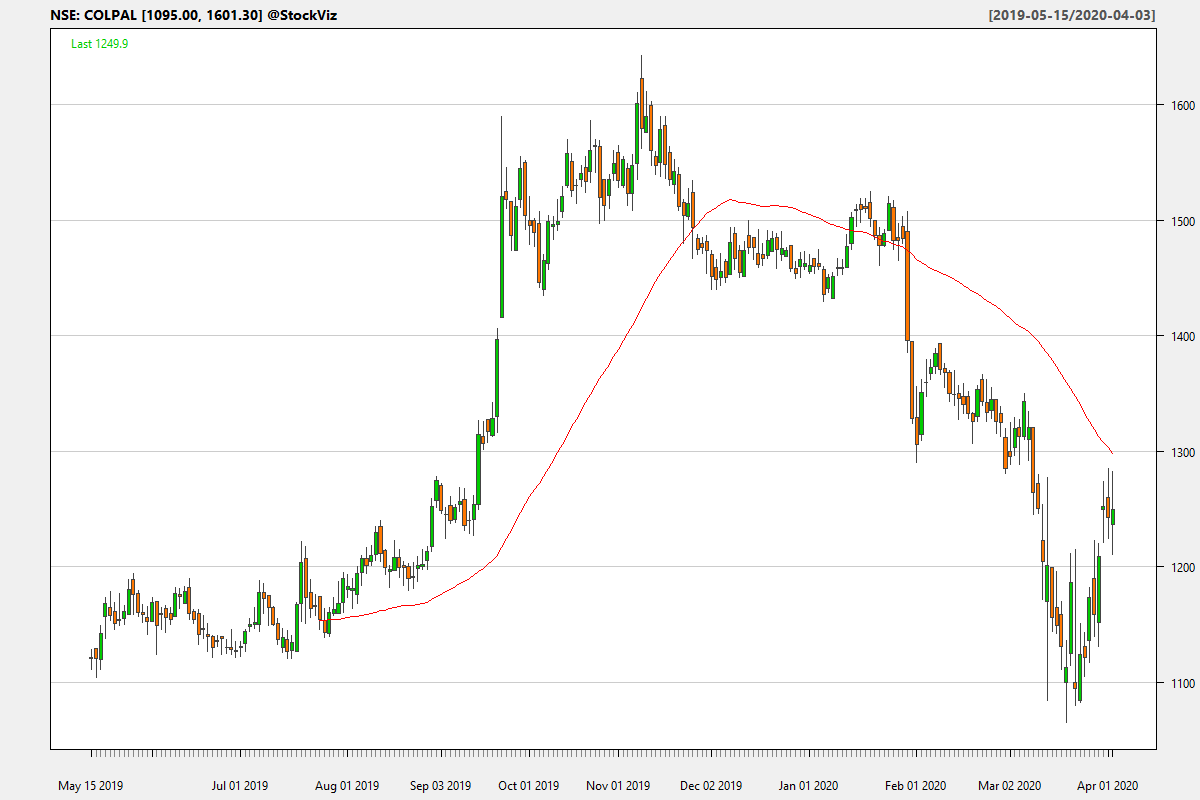 NSE: COLPAL [1095.00, 1601.30] @StockViz [2019-05-15/2020-04-03]
Last 1249.9
1600
1500
1400
1300
1200
1100
May 15 2019 Jul 01 2019 Aug 01 2019 Sep 03 2019 Oct 01 2019 Nov 01 2019 Dec 02 2019 Jan 01 2020 Feb 01 2020 Mar 02 2020 Apr 01 2020